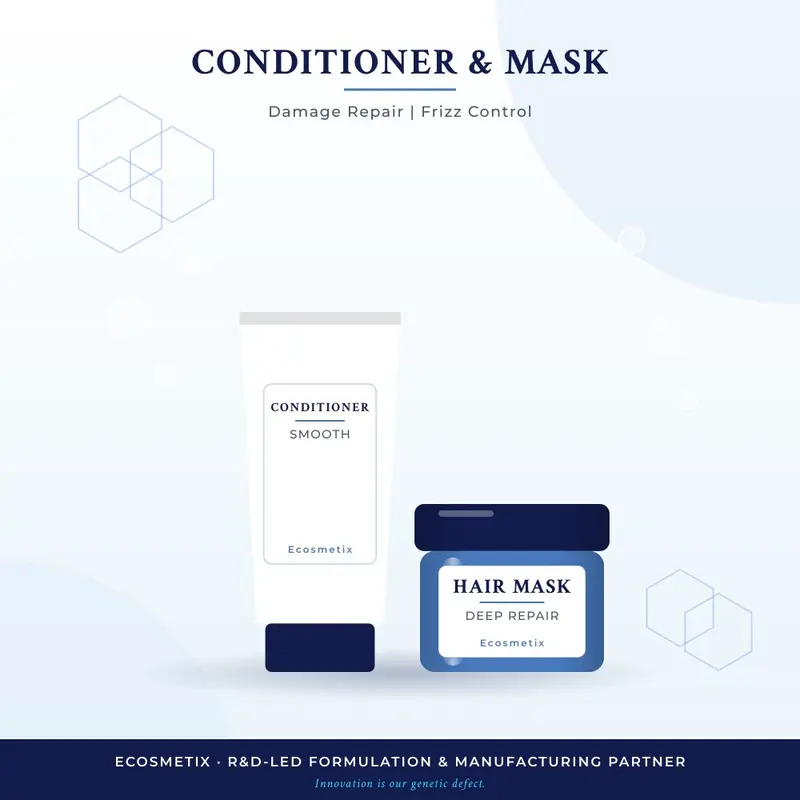 CONDITIONER & MASK
Damage Repair | Frizz Control
CONDITIONER
SMOOTH
Ecosmetix
HAIR MASK
DEEP REPAIR
Ecosmetix
ECOSMETIX · R&D-LED FORMULATION & MANUFACTURING PARTNER
Innovation is our genetic defect.